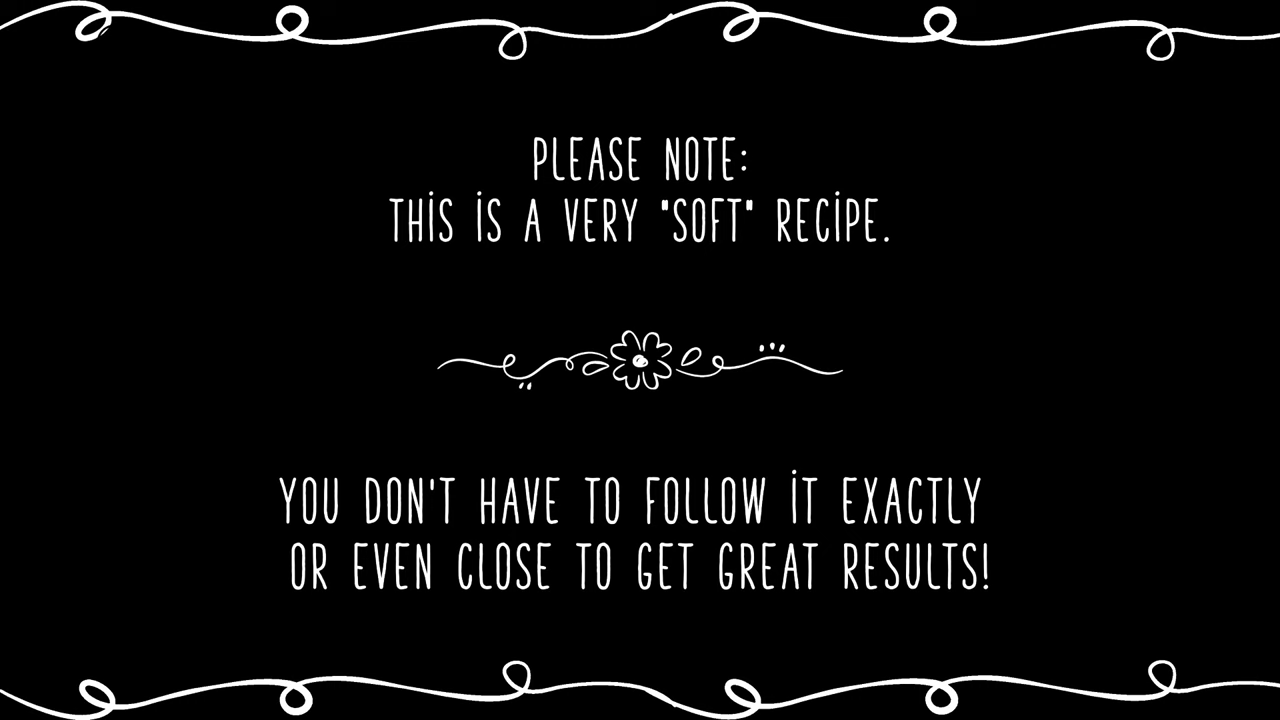 PLEASE NOTE:
THIS IS A VERY "SOFT" RECIPE.
YOU DON'T HAVE TO FOLLOW IT EXACTLY
OR EVEN CLOSE TO GET GREAT RESULTS!